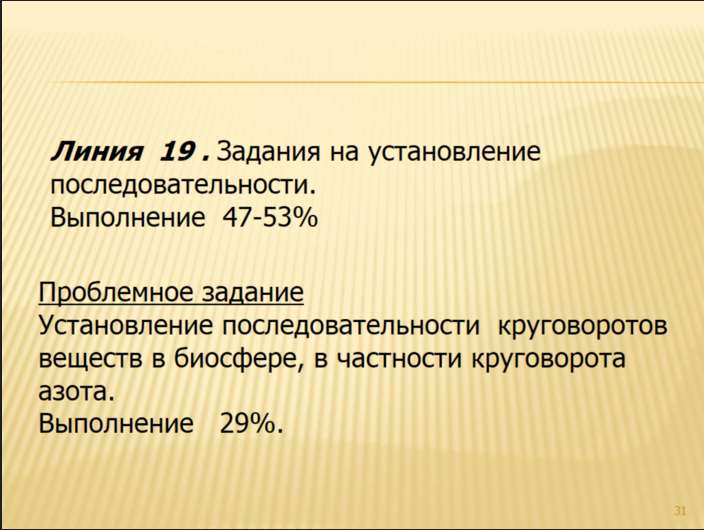 Линия 19 . Задания на установление
последовательности.
Выполнение 47-53%
Проблемное задание
Установление последовательности круговоротов
веществ в биосфере, в частности круговорота
азота.
Выполнение 29%.
31